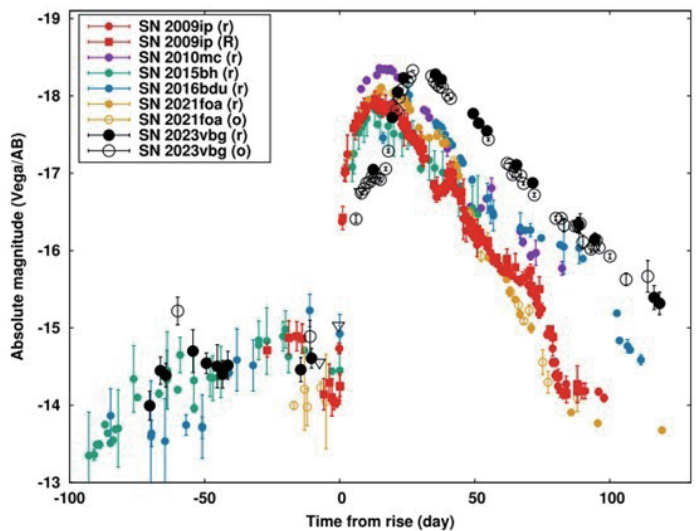 -19
-18
-17
-16
-15
-14
-13
Absolute magnitude (Vega/AB)
SN 2009ip (r)
SN 2009ip (R)
SN 2010mc (r)
SN 2015bh (r)
SN 2016bdu (r)
SN 2021foa (r)
SN 2021foa (o)
SN 2023vbg (r)
SN 2023vbg (o)
-100
-50
0
50
100
Time from rise (day)